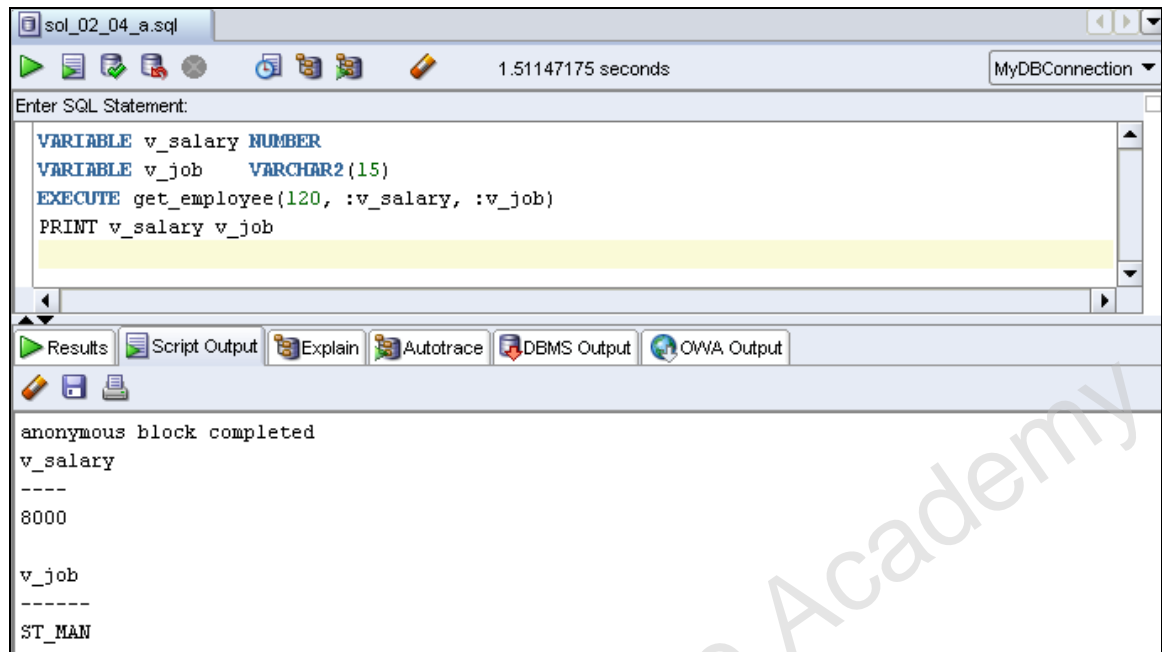 sol_02_04_a.sql
1.51147175 seconds
MyDBConnection
Enter SQL Statement:
VARIABLE v_salary NUMBER
VARIABLE v_job    VARCHAR2(15)
EXECUTE get_employee(120, :v_salary, :v_job)
PRINT v_salary v_job
Results Script Output Explain Autotrace DBMS Output OWA Output
anonymous block completed
v_salary
----
8000
v_job
------
ST_MAN
Academy